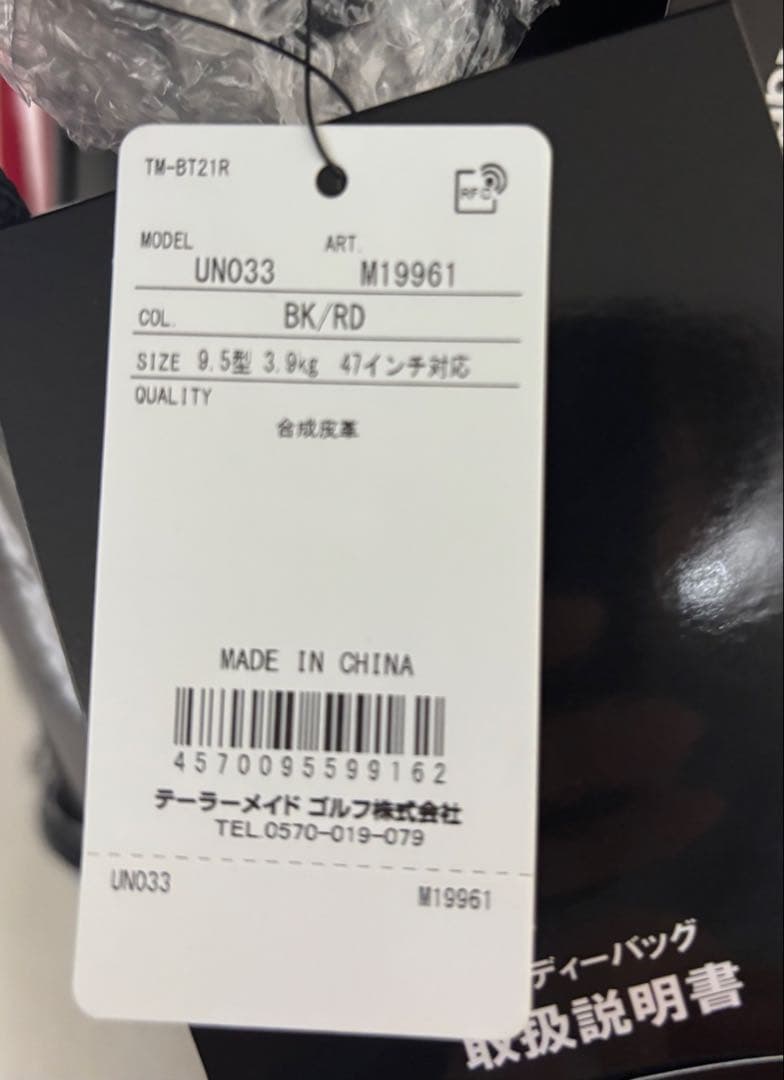 TM-BT21R
RFID
MODEL ART.
UN033 M19961
COL. BK/RD
SIZE 9.5型 3.9kg 47インチ対応
QUALITY
合成皮革
MADE IN CHINA
4570095599162
テーラーメイド ゴルフ株式会社
TEL.0570-019-079
UN033 M19961
ディーバッグ
取扱説明書